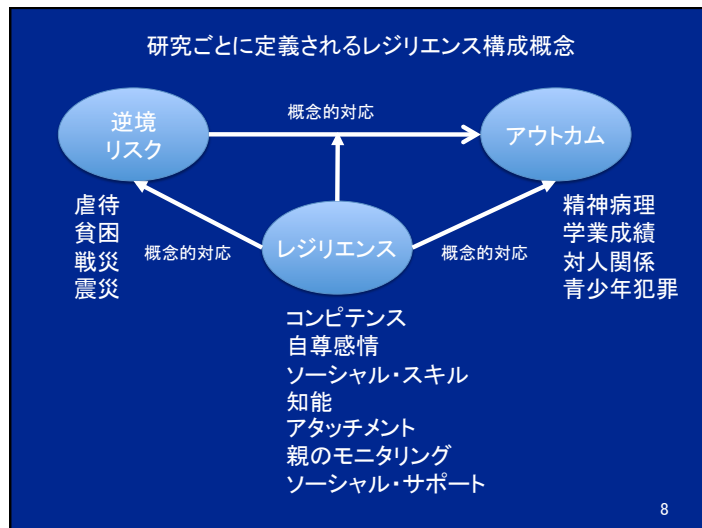 研究ごとに定義されるレジリエンス構成概念
逆境
リスク
概念的対応
アウトカム
虐待
貧困
戦災
震災
概念的対応
レジリエンス
概念的対応
精神病理
学業成績
対人関係
青少年犯罪
コンピテンス
自尊感情
ソーシャル・スキル
知能
アタッチメント
親のモニタリング
ソーシャル・サポート
8